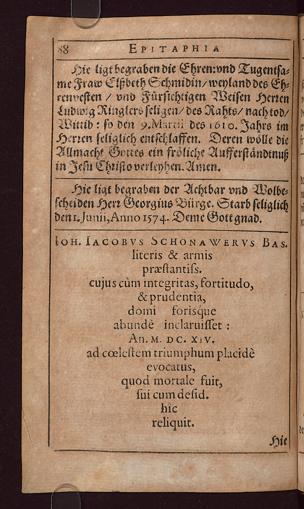 88 EPITAPHIA
Hie ligt begraben die Ehren: vnd Tugentsa-
me Fraw Elßbeth Schmidin / weyland des Eh-
renvesten / vnd Fürsichtigen Weisen Herren
Ludwig Ringlers seligen / des Rahts / nach tod /
Wittib: so den 9. Martii des 1610. Jahrs im
Herren seliglich entschlaffen. Deren wölle die
Allmacht Gottes ein fröliche Aufferständtnuß
in Jesu Christo verleyhen. Amen.
Hie ligt begraben der Achtbar vnd Wolbe-
scheiden Herr Georgius Bürge. Starb seliglich
den 1. Junij, Anno 1574. Deme Gott gnad.
IOH. IACOBVS SCHONAWERVS BAS.
literis & armis
præstantiss.
cujus cùm integritas, fortitudo,
& prudentia,
domi forisque
abundè inclaruisset :
AN. M. DC. XIV.
ad cœlestem triumphum placidè
evocatus,
quod mortale fuit,
sui cum desid.
hîc
reliquit.
Hie